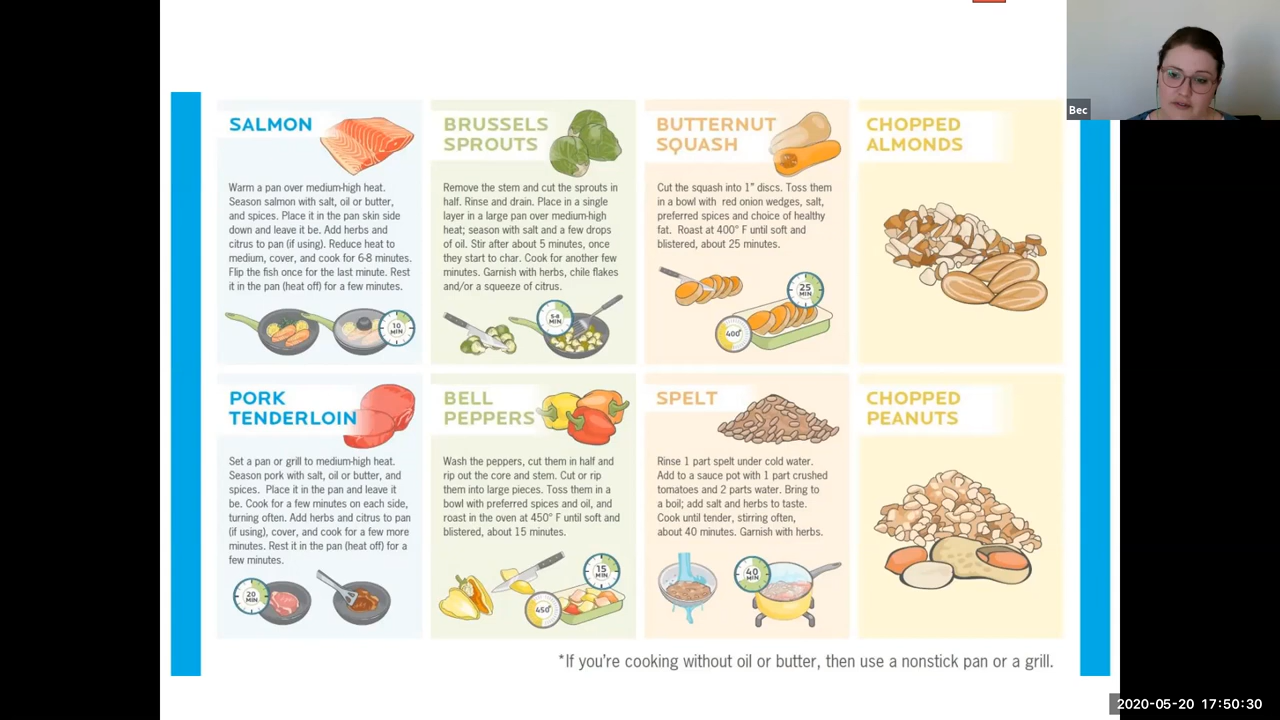 Bec
SALMON
Warm a pan over medium-high heat.
Season salmon with salt, oil or butter,
and spices. Place it in the pan skin side
down and leave it be. Add herbs and
citrus to pan (if using). Reduce heat to
medium, cover, and cook for 6-8 minutes.
Flip the fish once for the last minute. Rest
it in the pan (heat off) for a few minutes.
10
MIN
BRUSSELS
SPROUTS
Remove the stem and cut the sprouts in
half. Rinse and drain. Place in a single
layer in a large pan over medium-high
heat; season with salt and a few drops
of oil. Stir after about 5 minutes, once
they start to char. Cook for another few
minutes. Garnish with herbs, chile flakes
and/or a squeeze of citrus.
5-8
MIN
BUTTERNUT
SQUASH
Cut the squash into 1" discs. Toss them
in a bowl with red onion wedges, salt,
preferred spices and choice of healthy
fat. Roast at 400° F until soft and
blistered, about 25 minutes.
25
MIN
400°
CHOPPED
ALMONDS
PORK
TENDERLOIN
Set a pan or grill to medium-high heat.
Season pork with salt, oil or butter, and
spices. Place it in the pan and leave it
be. Cook for a few minutes on each side,
turning often. Add herbs and citrus to pan
(if using), cover, and cook for a few more
minutes. Rest it in the pan (heat off) for a
few minutes.
20
MIN
BELL
PEPPERS
Wash the peppers, cut them in half and
rip out the core and stem. Cut or rip
them into large pieces. Toss them in a
bowl with preferred spices and oil, and
roast in the oven at 450° F until soft and
blistered, about 15 minutes.
15
MIN
450°
SPELT
Rinse 1 part spelt under cold water.
Add to a sauce pot with 1 part crushed
tomatoes and 2 parts water. Bring to
a boil; add salt and herbs to taste.
Cook until tender, stirring often,
about 40 minutes. Garnish with herbs.
40
MIN
CHOPPED
PEANUTS
*If you're cooking without oil or butter, then use a nonstick pan or a grill.
2020-05-20 17:50:30